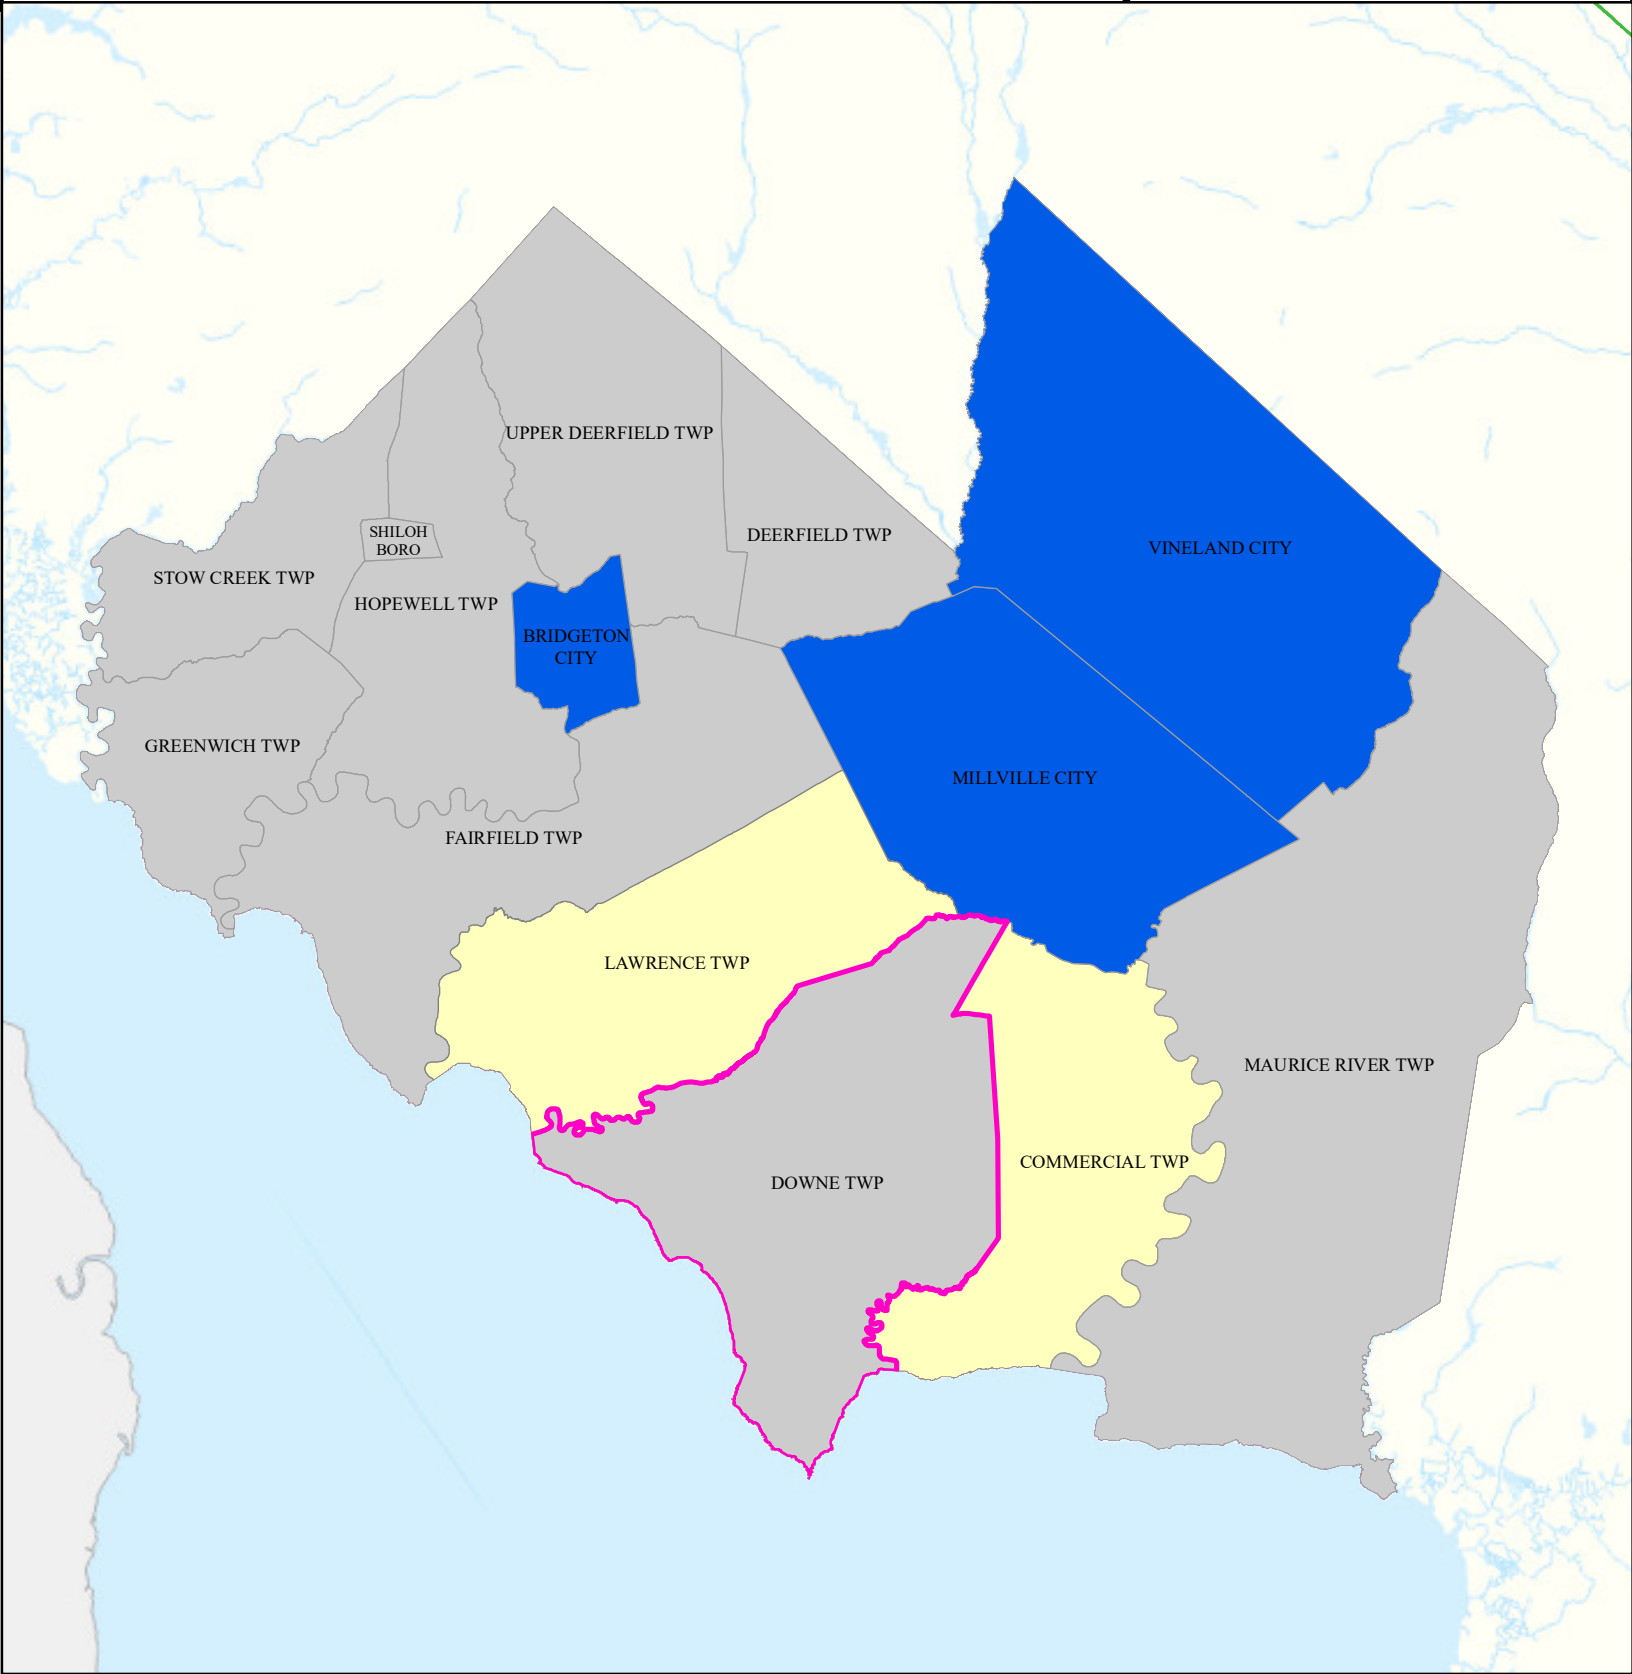 UPPER DEERFIELD TWP
DEERFIELD TWP
SHILOH
BORO
VINELAND CITY
STOW CREEK TWP
HOPEWELL TWP
BRIDGETON
CITY
GREENWICH TWP
MILLVILLE CITY
FAIRFIELD TWP
LAWRENCE TWP
MAURICE RIVER TWP
COMMERCIAL TWP
DOWNE TWP